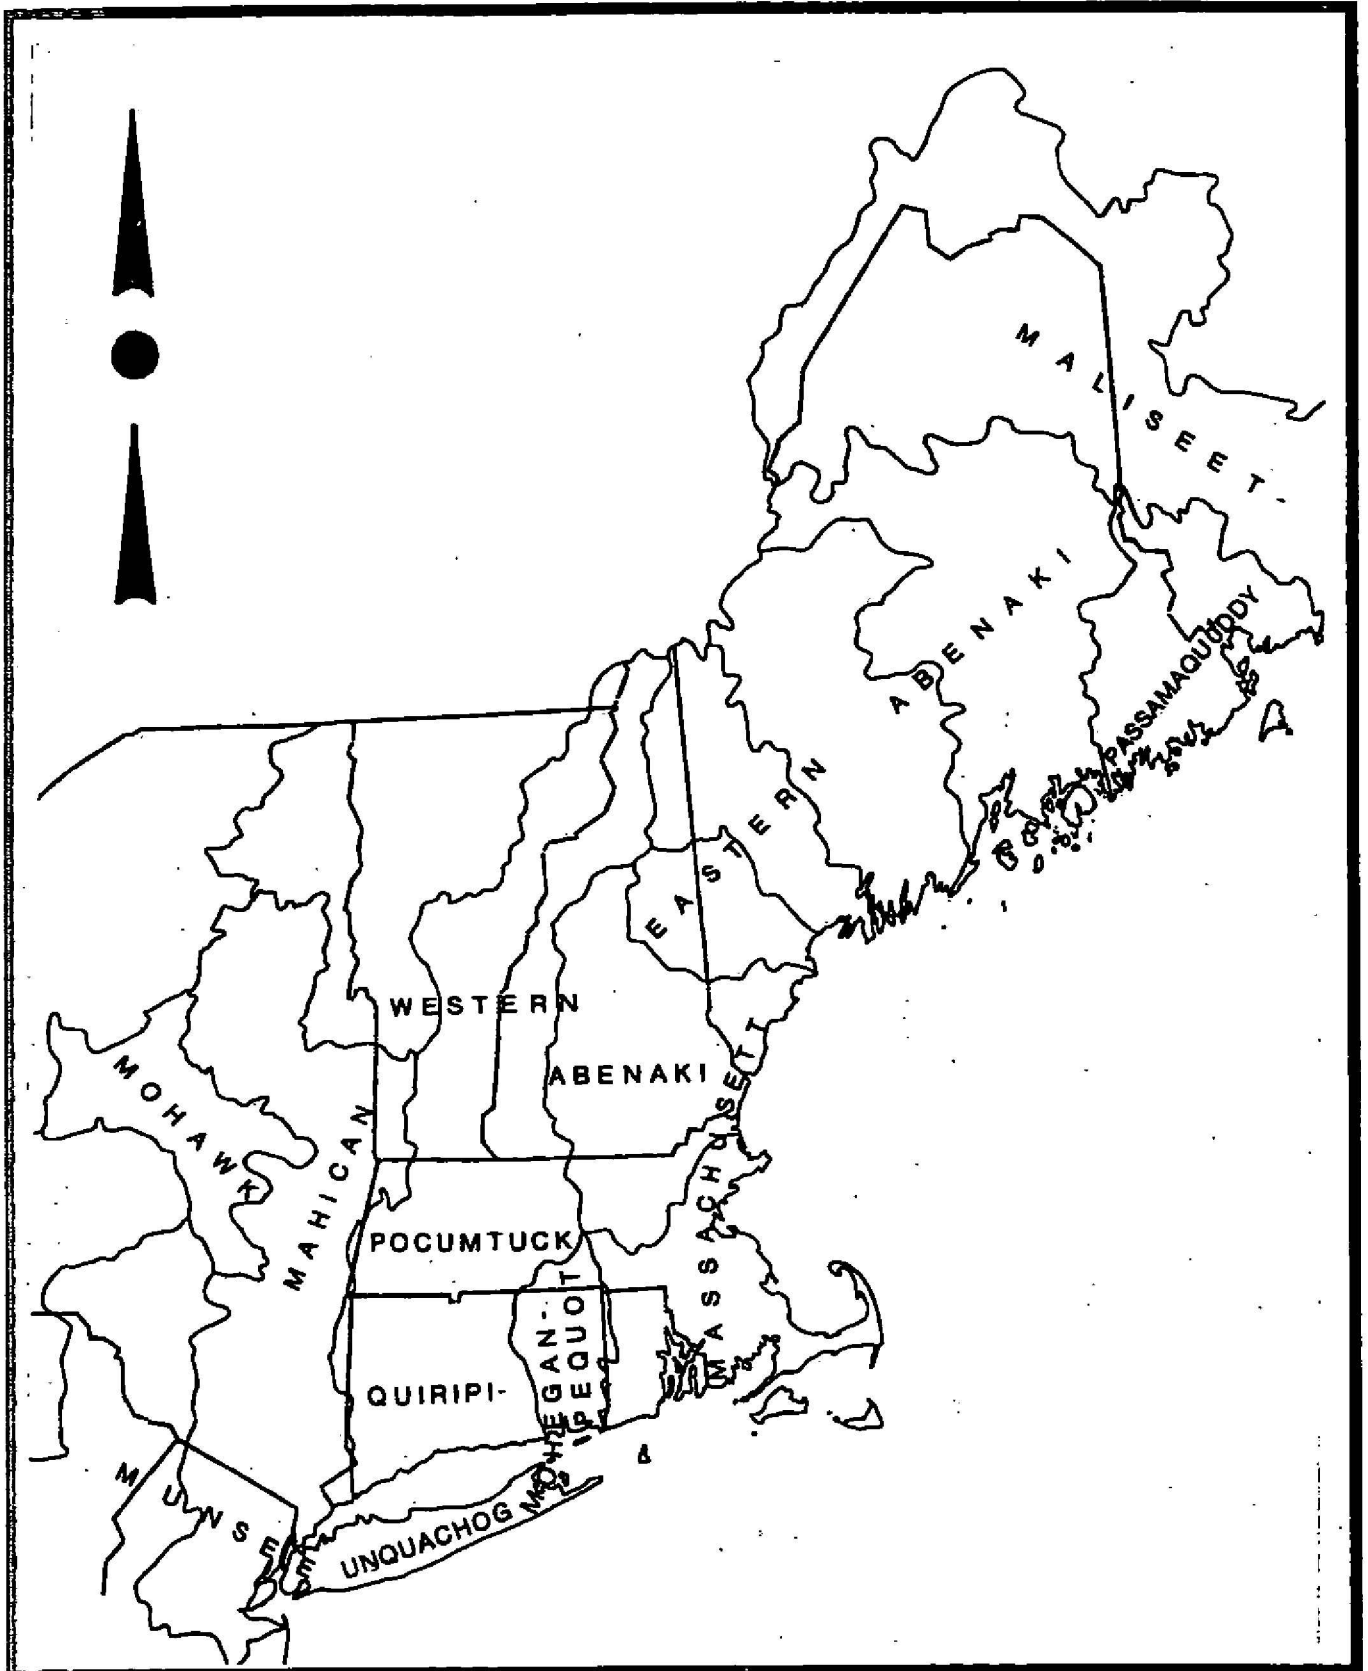 MALISEET-
PASSAMAQUODDY
EASTERN ABENAKI
WESTERN
ABENAKI
MOHAWK
MAHICAN
MASSACHUSETT
POCUMTUCK
MOHEGAN-
PEQUOT
QUIRIPI-
UNQUACHOG
MUNSEE